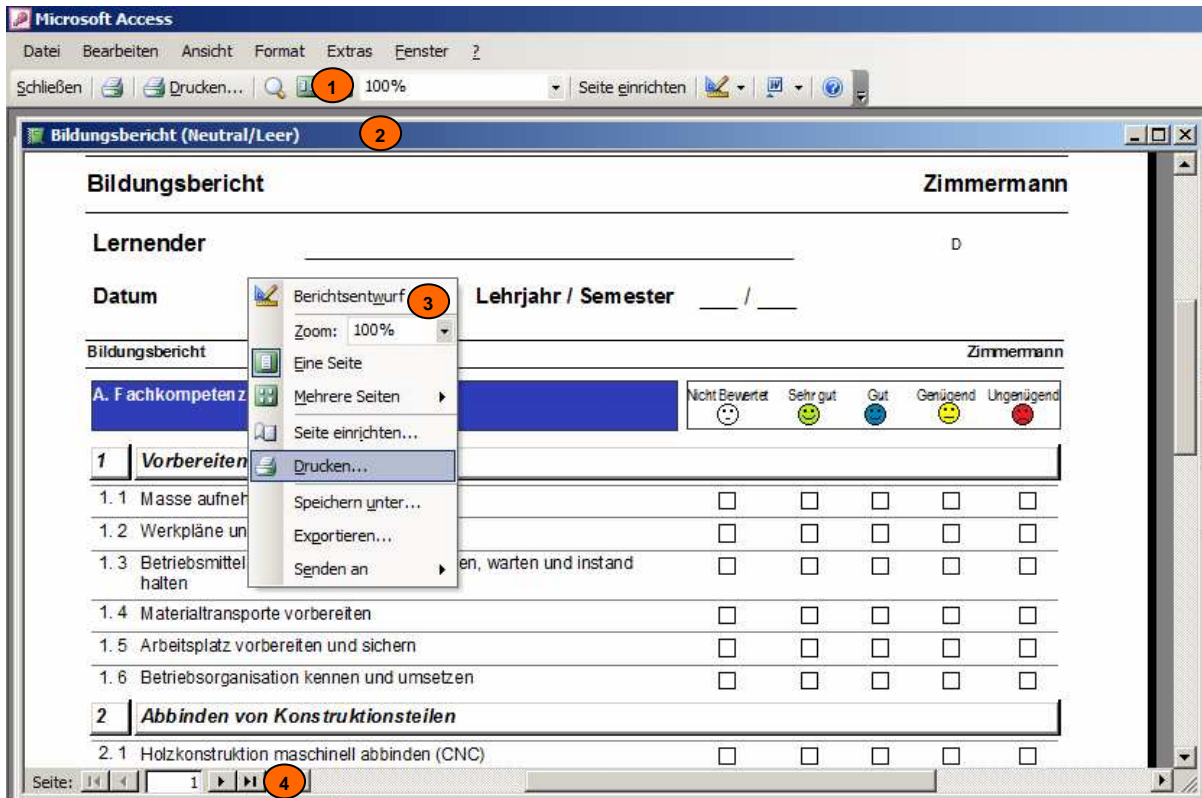 Microsoft Access
Datei Bearbeiten Ansicht Format Extras Fenster ?
Schließen Drucken... 1 100% Seite einrichten
Bildungsbericht (Neutral/Leer) 2
Bildungsbericht Zimmermann
Lernender D
Datum Lehrjahr / Semester /
Berichtsentwurf 3
Zoom: 100%
Eine Seite
Mehrere Seiten
Seite einrichten...
Drucken...
Speichern unter...
Exportieren...
Senden an
Bildungsbericht Zimmermann
A. Fachkompetenz Nicht Bewertet Sehr gut Gut Genügend Ungenügend
1 Vorbereiten
1. 1 Masse
1. 2 Werkpläne
1. 3 warten und instand
halten
1. 4 Materialtransporte vorbereiten
1. 5 Arbeitsplatz vorbereiten und sichern
1. 6 Betriebsorganisation kennen und umsetzen
2 Abbinden von Konstruktionsteilen
2. 1 Holzkonstruktion maschinell abbinden (CNC)
Seite: 1 4